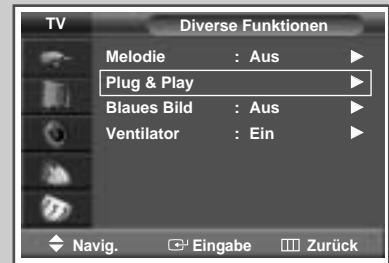 TV Diverse Funktionen
Melodie : Aus
Plug & Play
Blaues Bild : Aus
Ventilator : Ein
Navig. Eingabe Zurück